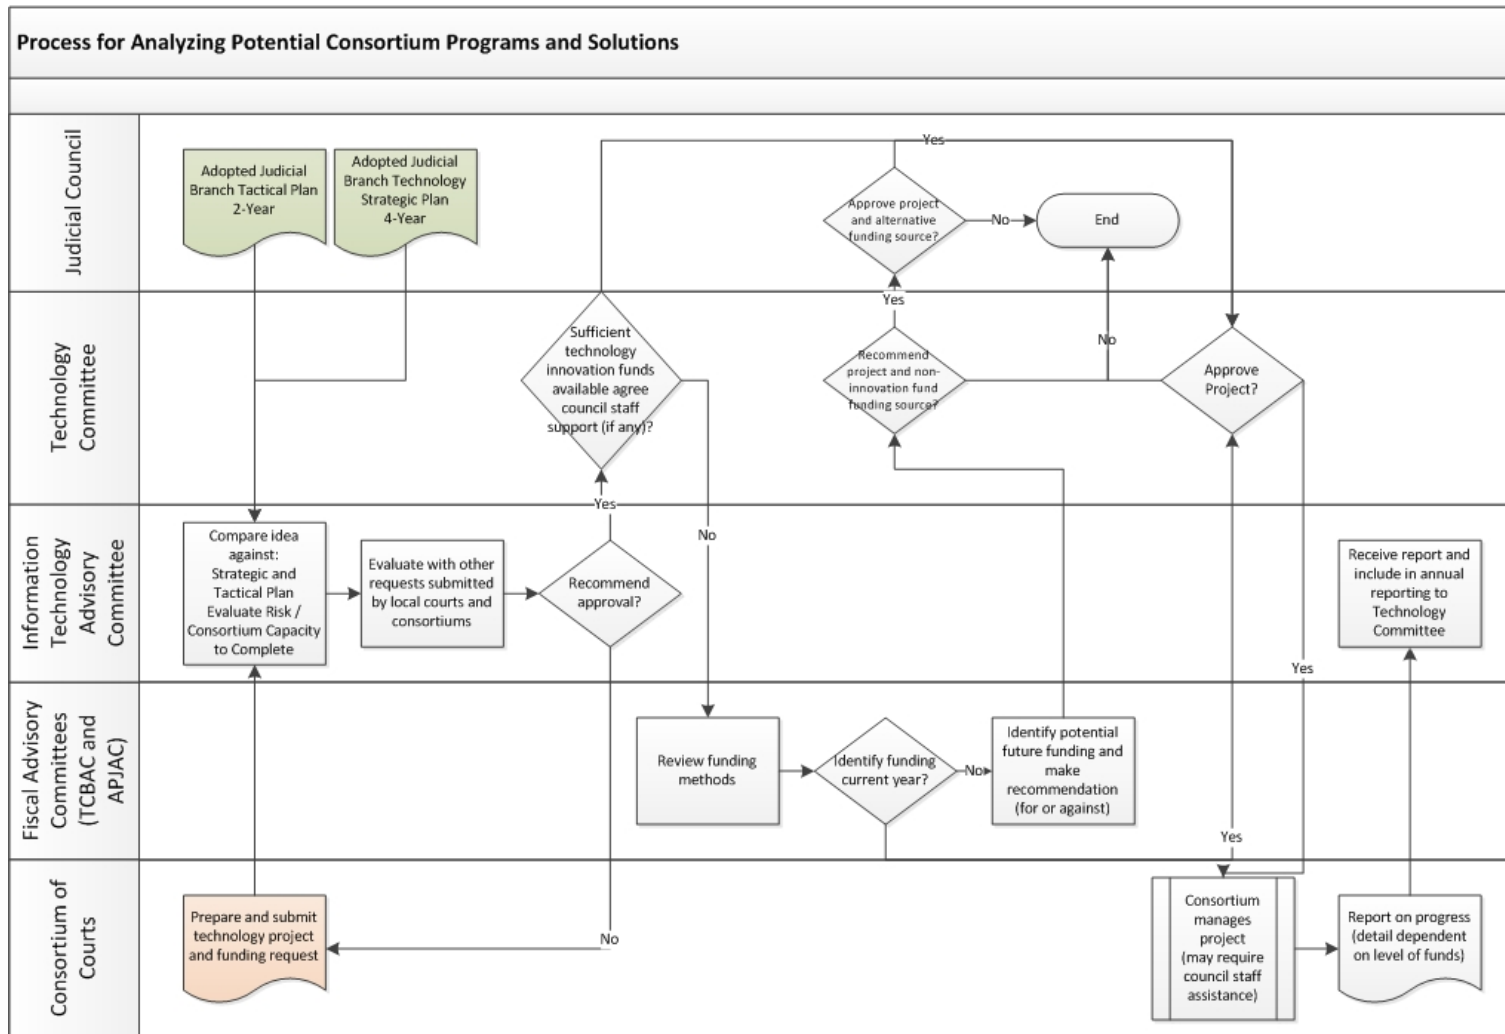 Process for Analyzing Potential Consortium Programs and Solutions
Judicial Council
Adopted Judicial
Branch Tactical Plan
2-Year
Adopted Judicial
Branch Technology
Strategic Plan
4-Year
Yes
Approve project
and alternative
funding source?
No
End
Technology
Committee
Sufficient
technology
innovation funds
available agree
council staff
support (if any)?
Yes
Recommend
project and non-
innovation fund
funding source?
No
Approve
Project?
Information
Technology
Advisory
Committee
Compare idea
against:
Strategic and
Tactical Plan
Evaluate Risk /
Consortium Capacity
to Complete
Evaluate with other
requests submitted
by local courts and
consortiums
Yes
Recommend
approval?
No
Yes
Receive report and
include in annual
reporting to
Technology
Committee
Fiscal Advisory
Committees
(TCBAC and
APJAC)
Review funding
methods
Identify funding
current year?
No
Identify potential
future funding and
make
recommendation
(for or against)
Yes
Consortium of
Courts
Prepare and submit
technology project
and funding request
No
Consortium
manages
project
(may require
council staff
assistance)
Report on progress
(detail dependent
on level of funds)